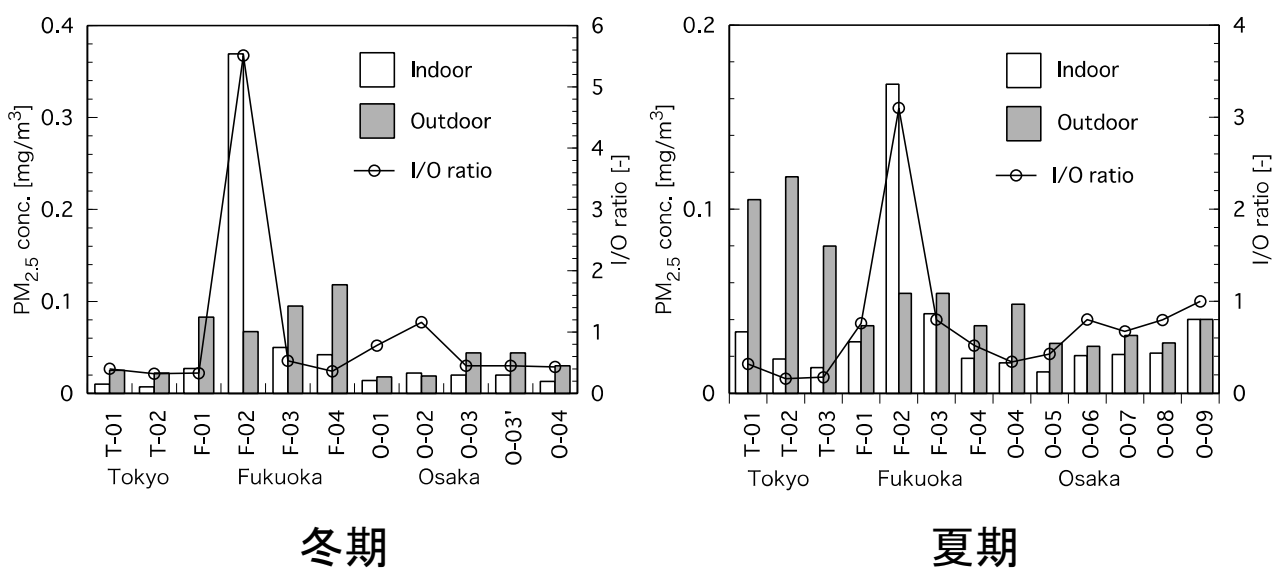 0.4
0.3
0.2
0.1
0
PM2.5 conc. [mg/m3]
6
5
4
3
2
1
0
I/O ratio [-]
Indoor
Outdoor
I/O ratio
T-01
T-02
F-01
F-02
F-03
F-04
O-01
O-02
O-03
O-03'
O-04
Tokyo
Fukuoka
Osaka
冬期
0.2
0.1
0
PM2.5 conc. [mg/m3]
4
3
2
1
0
I/O ratio [-]
Indoor
Outdoor
I/O ratio
T-01
T-02
T-03
F-01
F-02
F-03
F-04
O-04
O-05
O-06
O-07
O-08
O-09
Tokyo
Fukuoka
Osaka
夏期